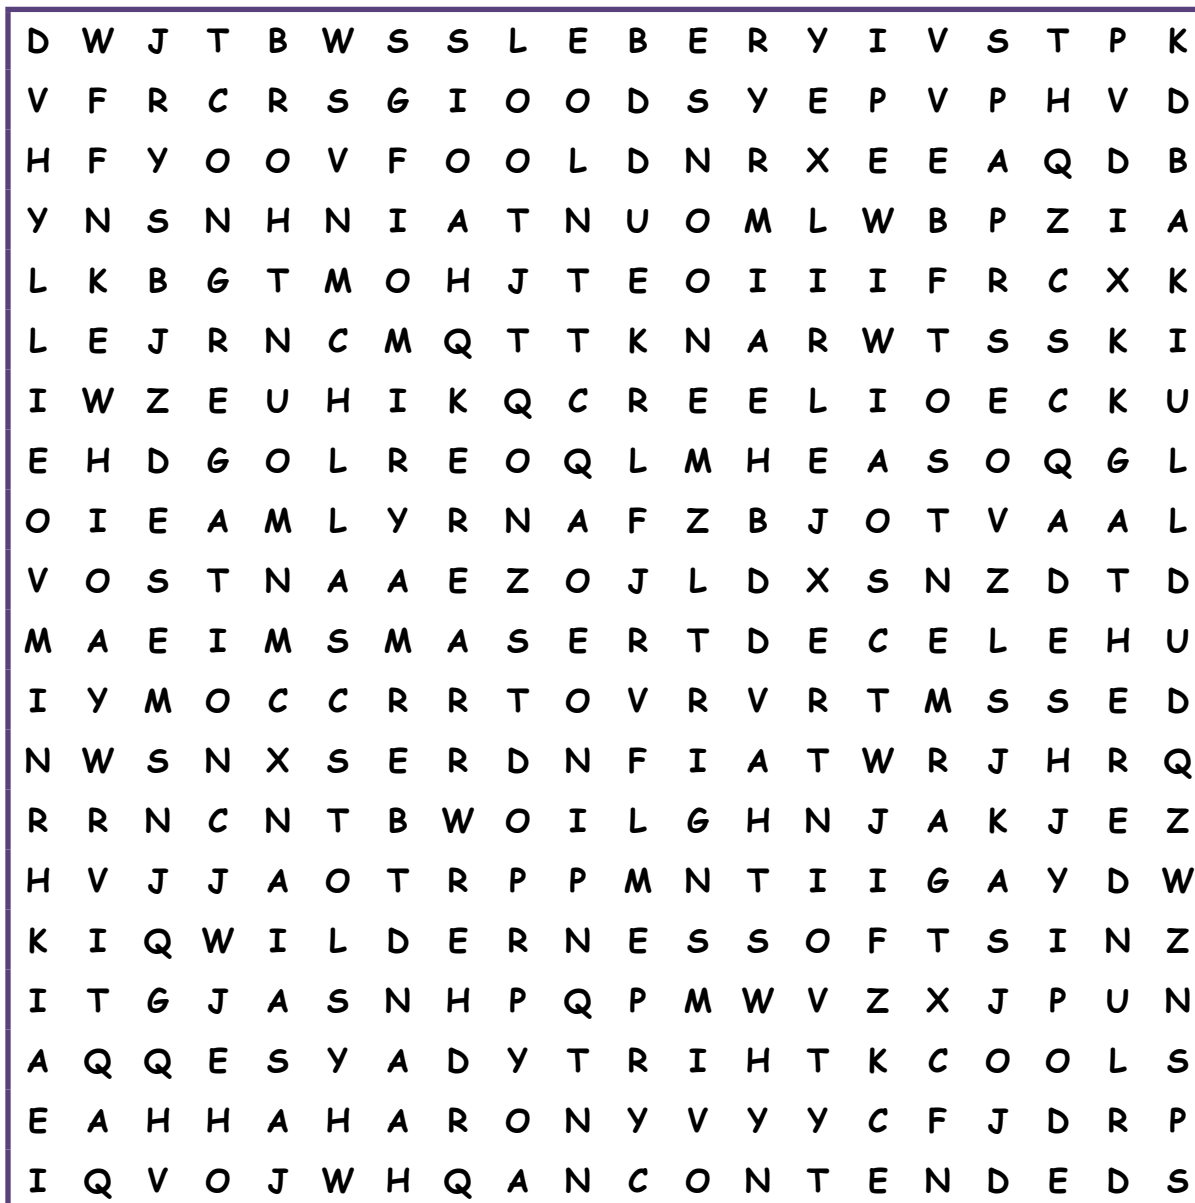 D W J T B W S S L E B E R Y I V S T P K
V F R C R S G I O O D S Y E P V P H V D
H F Y O O V F O O L D N R X E E A Q D B
Y N S N H N I A T N U O M L W B P Z I A
L K B G T M O H J T E O I I I F R C X K
L E J R N C M Q T T K N A R W T S S K I
I W Z E U H I K Q C R E E L I O E C K U
E H D G O L R E O Q L M H E A S O Q G L
O I E A M L Y R N A F Z B J O T V A A L
V O S T N A A E Z O J L D X S N Z D T D
M A E I M S M A S E R T D E C E L E H U
I Y M O C C R R T O V R V R T M S S E D
N W S N X S E R D N F I A T W R J H R Q
R R N C N T B W O I L G H N J A K J E Z
H V J J A O T R P P M N T I I G A Y D W
K I Q W I L D E R N E S S O F T S I N Z
I T G J A S N H P Q P M W V Z X J P U N
A Q Q E S Y A D Y T R I H T K C O O L S
E A H H A H A R O N Y V Y Y C F J D R P
I Q V O J W H Q A N C O N T E N D E D S